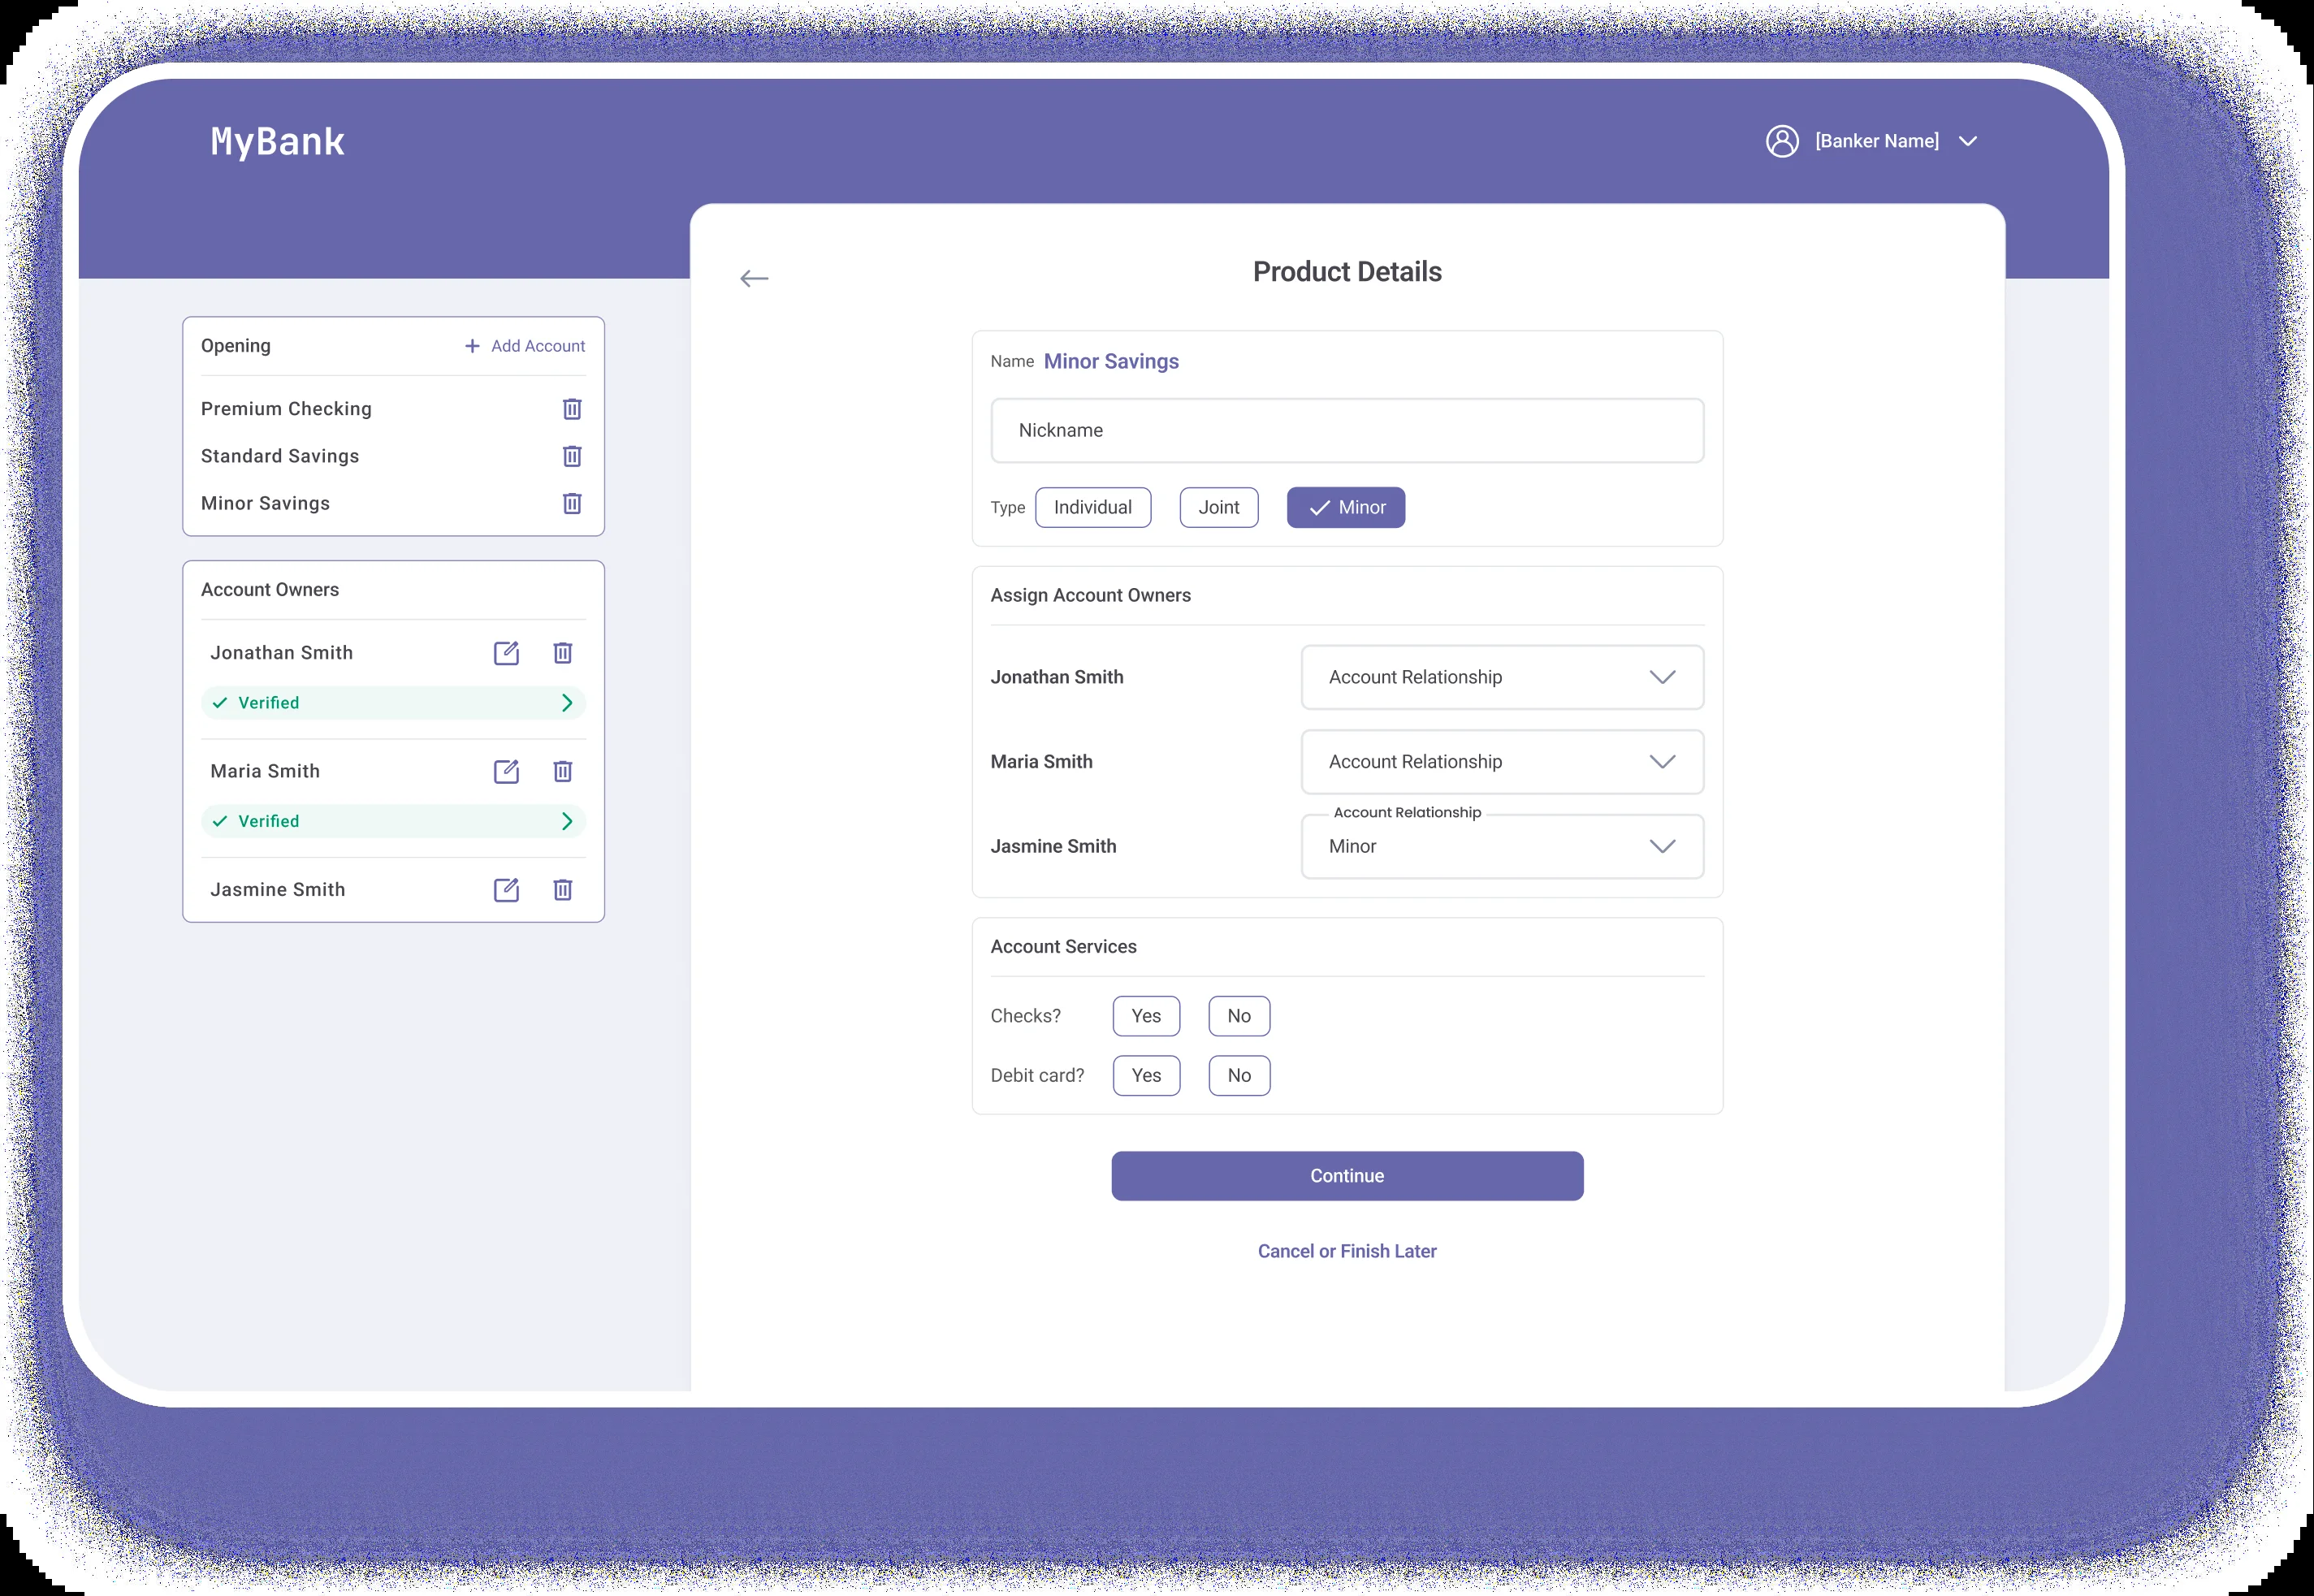 MyBank
[Banker Name]
Opening
Add Account
Premium Checking
Standard Savings
Minor Savings
Account Owners
Jonathan Smith
Verified
Maria Smith
Verified
Jasmine Smith
Product Details
Name Minor Savings
Nickname
Type Individual Joint Minor
Assign Account Owners
Jonathan Smith Account Relationship
Maria Smith Account Relationship
Account Relationship
Jasmine Smith Minor
Account Services
Checks? Yes No
Debit card? Yes No
Continue
Cancel or Finish Later